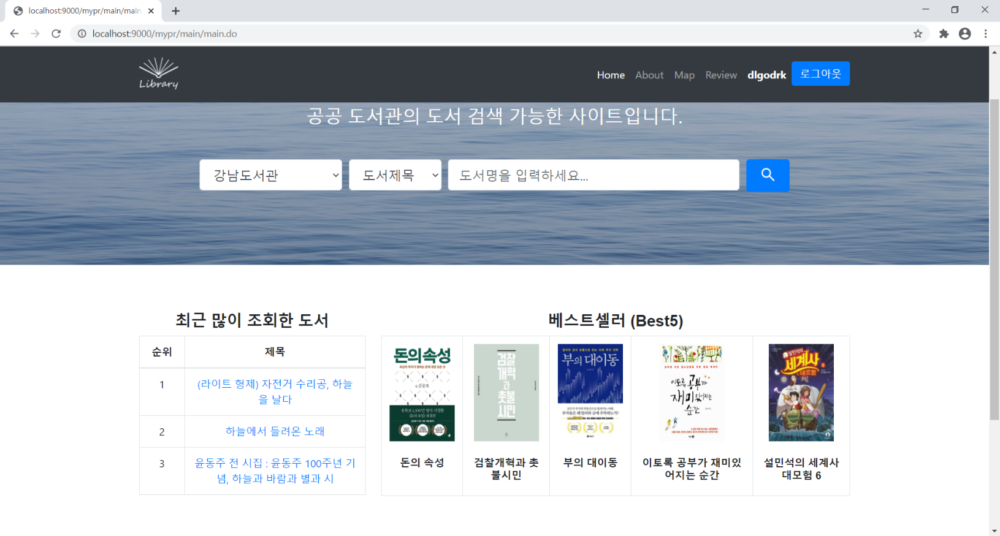 localhost:9000/mypr/main/main
localhost:9000/mypr/main/main.do
Library
Home About Map Review dlgodrk 로그아웃
공공 도서관의 도서 검색 가능한 사이트입니다.
강남도서관 도서제목 도서명을 입력하세요...
최근 많이 조회한 도서
순위 제목
1 (라이트 형제) 자전거 수리공, 하늘
을 날다
2 하늘에서 들려온 노래
3 윤동주 전 시집 : 윤동주 100주년 기
념, 하늘과 바람과 별과 시
베스트셀러 (Best5)
돈의 속성
김승호
검찰
개혁
과
촛불
시민
부의 대이동
이토록 공부가
재미있어지는
순간
설민석의
세계사
대모험
6
돈의 속성
검찰개혁과 촛
불시민
부의 대이동
이토록 공부가 재미있
어지는 순간
설민석의 세계사
대모험 6